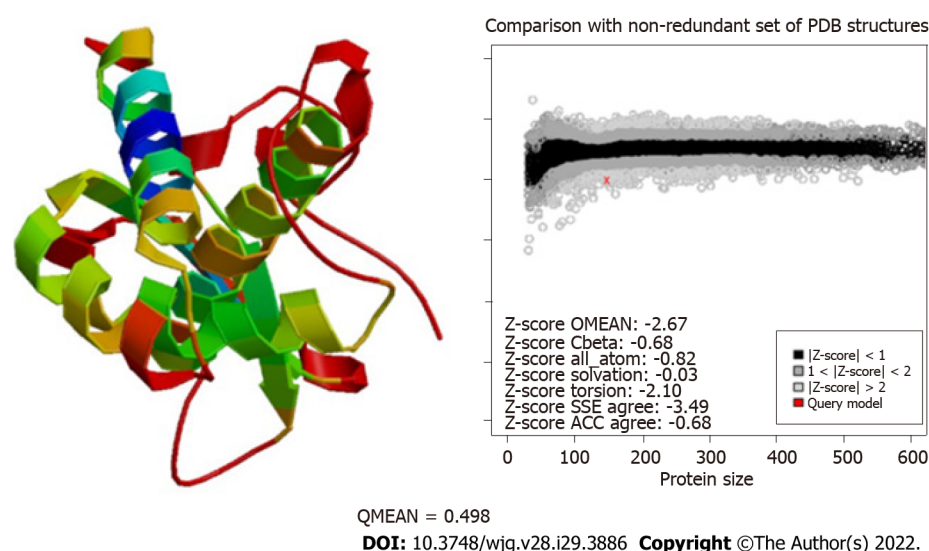 Comparison with non-redundant set of PDB structures
Z-score OMEAN: -2.67
Z-score Cbeta: -0.68
Z-score all_atom: -0.82
Z-score solvation: -0.03
Z-score torsion: -2.10
Z-score SSE agree: -3.49
Z-score ACC agree: -0.68
|Z-score| < 1
1 < |Z-score| < 2
|Z-score| > 2
Query model
0 100 200 300 400 500 600
Protein size
QMEAN = 0.498
DOI: 10.3748/wjg.v28.i29.3886 Copyright ©The Author(s) 2022.